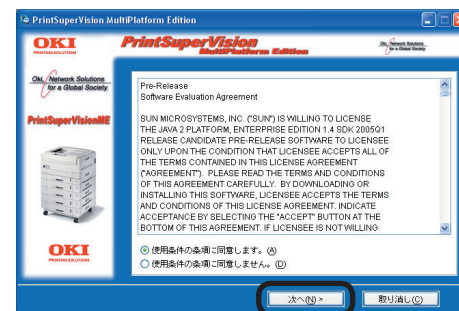 PrintSuperVision MultiPlatform Edition
OKI
PRINTING SOLUTIONS
PrintSuperVision
MultiPlatform Edition
Oki, Network Solutions
for a Global Society
Oki, Network Solutions
for a Global Society
PrintSuperVisionME
OKI
PRINTING SOLUTIONS
Pre-Release
Software Evaluation Agreement
SUN MICROSYSTEMS, INC. ("SUN") IS WILLING TO LICENSE
THE JAVA 2 PLATFORM, ENTERPRISE EDITION 1.4 SDK 2005Q1
RELEASE CANDIDATE PRE-RELEASE SOFTWARE TO LICENSEE
ONLY UPON THE CONDITION THAT LICENSEE ACCEPTS ALL OF
THE TERMS CONTAINED IN THIS LICENSE AGREEMENT
("AGREEMENT"). PLEASE READ THE TERMS AND CONDITIONS
OF THIS AGREEMENT CAREFULLY. BY DOWNLOADING OR
INSTALLING THIS SOFTWARE, LICENSEE ACCEPTS THE TERMS
AND CONDITIONS OF THIS LICENSE AGREEMENT. INDICATE
ACCEPTANCE BY SELECTING THE "ACCEPT" BUTTON AT THE
BOTTOM OF THIS AGREEMENT. IF LICENSEE IS NOT WILLING
使用条件の条項に同意します。(A)
使用条件の条項に同意しません。(D)
次へ(N) >
取り消し(C)